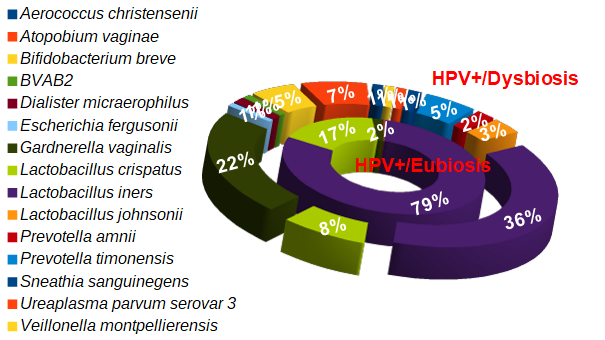 Aerococcus christensenii
Atopobium vaginae
Bifidobacterium breve
BVAB2
Dialister micraerophilus
Escherichia fergusonii
Gardnerella vaginalis
Lactobacillus crispatus
Lactobacillus iners
Lactobacillus johnsonii
Prevotella amnii
Prevotella timonensis
Sneathia sanguinegens
Ureaplasma parvum serovar 3
Veillonella montpellierensis
HPV+/Dysbiosis
7%
5%
5%
2%
3%
17%
2%
HPV+/Eubiosis
22%
79%
36%
8%